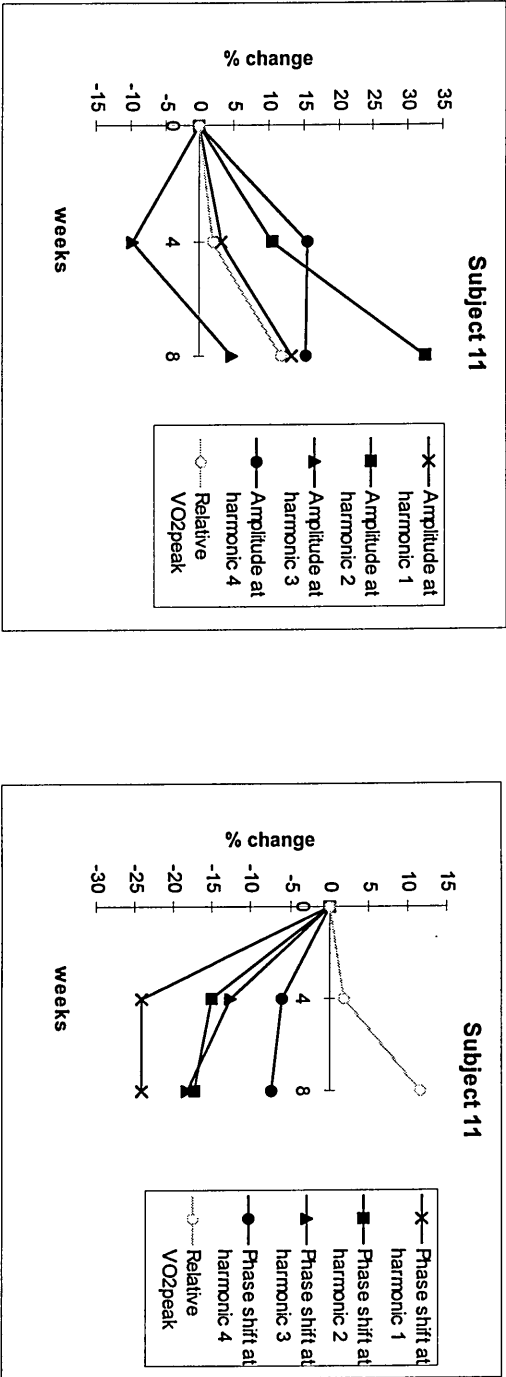 Subject 11
% change
35
30
25
20
15
10
5
0
-5
-10
-15
0
4
8
weeks
Amplitude at
harmonic 1
Amplitude at
harmonic 2
Amplitude at
harmonic 3
Amplitude at
harmonic 4
Relative
VO2peak
Subject 11
% change
15
10
5
0
-5
-10
-15
-20
-25
-30
0
4
8
weeks
Phase shift at
harmonic 1
Phase shift at
harmonic 2
Phase shift at
harmonic 3
Phase shift at
harmonic 4
Relative
VO2peak